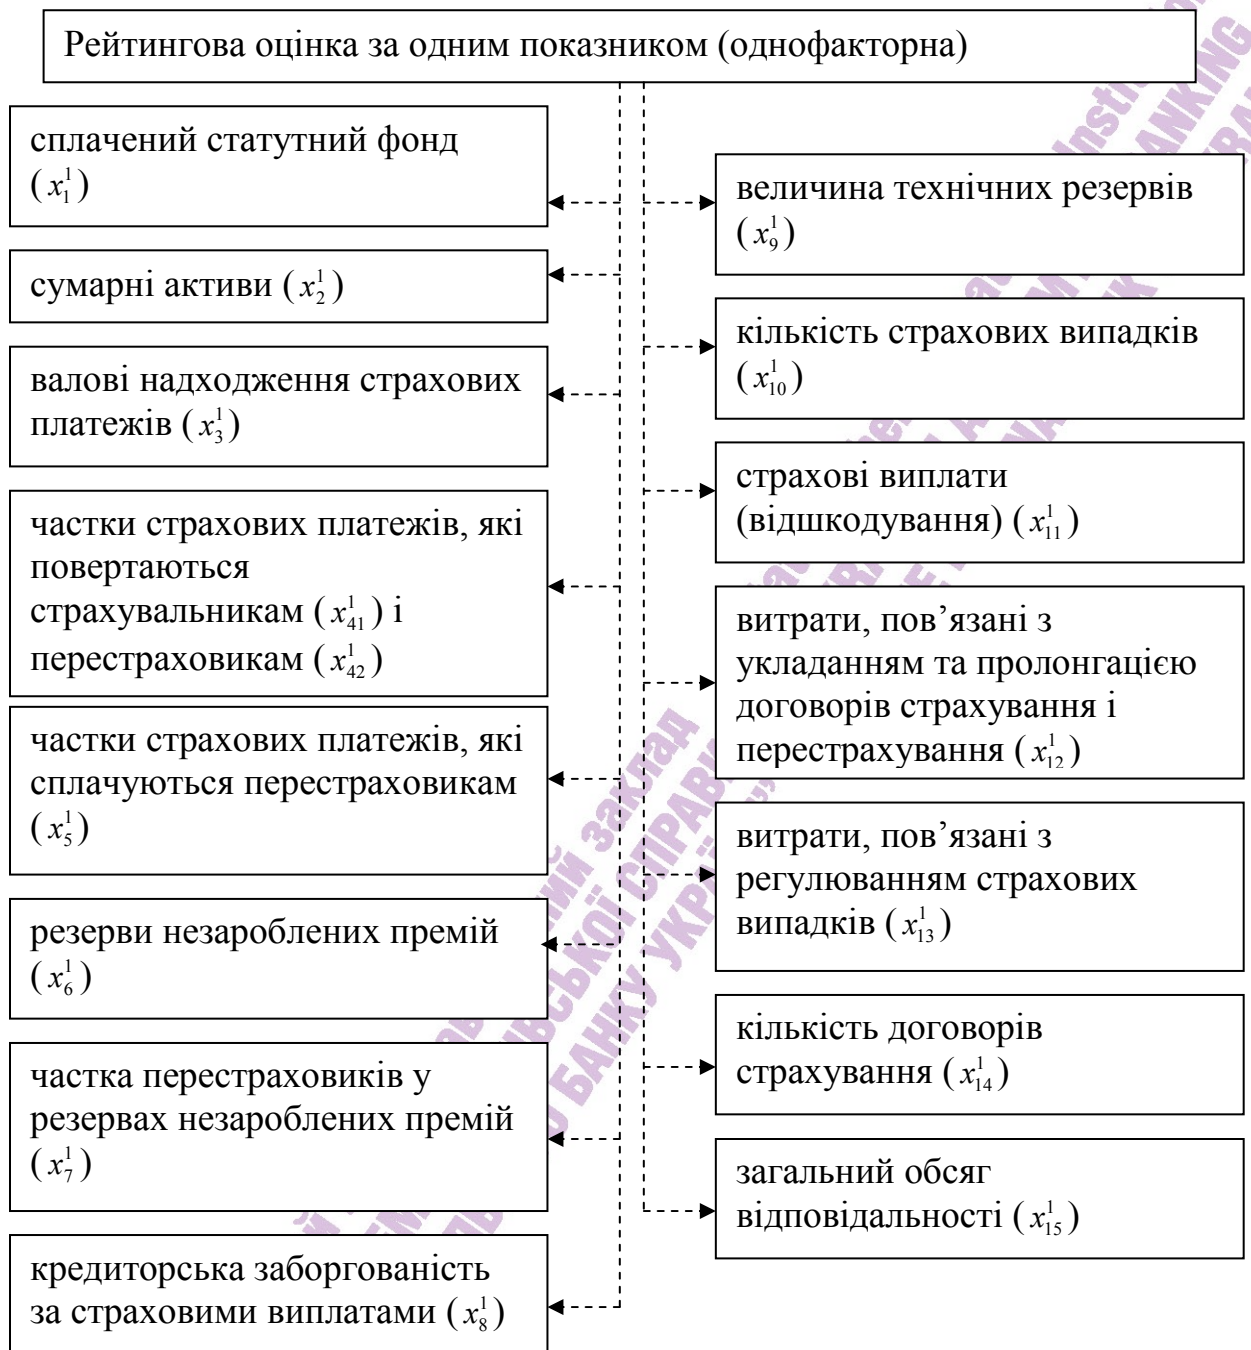 Рейтингова оцінка за одним показником (однофакторна)
сплачений статутний фонд
(x₁¹)
сумарні активи (x₂¹)
валові надходження страхових
платежів (x₃¹)
частки страхових платежів, які
повертаються
страхувальникам (x₄₁¹) і
перестраховикам (x₄₂¹)
частки страхових платежів, які
сплачуються перестраховикам
(x₅¹)
резерви незароблених премій
(x₆¹)
частка перестраховиків у
резервах незароблених премій
(x₇¹)
кредиторська заборгованість
за страховими виплатами (x₈¹)
величина технічних резервів
(x₉¹)
кількість страхових випадків
(x₁₀¹)
страхові виплати
(відшкодування) (x₁₁¹)
витрати, пов’язані з
укладанням та пролонгацією
договорів страхування і
перестрахування (x₁₂¹)
витрати, пов’язані з
регулюванням страхових
випадків (x₁₃¹)
кількість договорів
страхування (x₁₄¹)
загальний обсяг
відповідальності (x₁₅¹)